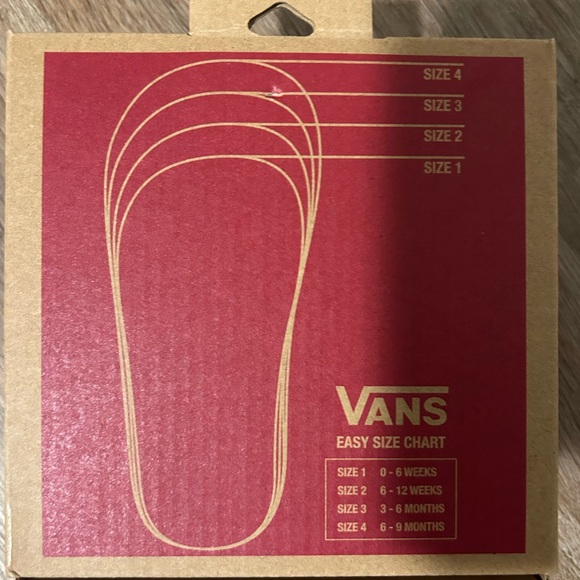 SIZE 4
SIZE 3
SIZE 2
SIZE 1
VANS
EASY SIZE CHART
SIZE 1 0 - 6 WEEKS
SIZE 2 6 - 12 WEEKS
SIZE 3 3 - 6 MONTHS
SIZE 4 6 - 9 MONTHS